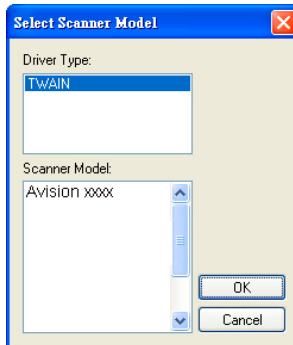 Select Scanner Model
Driver Type:
TWAIN
Scanner Model:
Avision xxxx
OK
Cancel